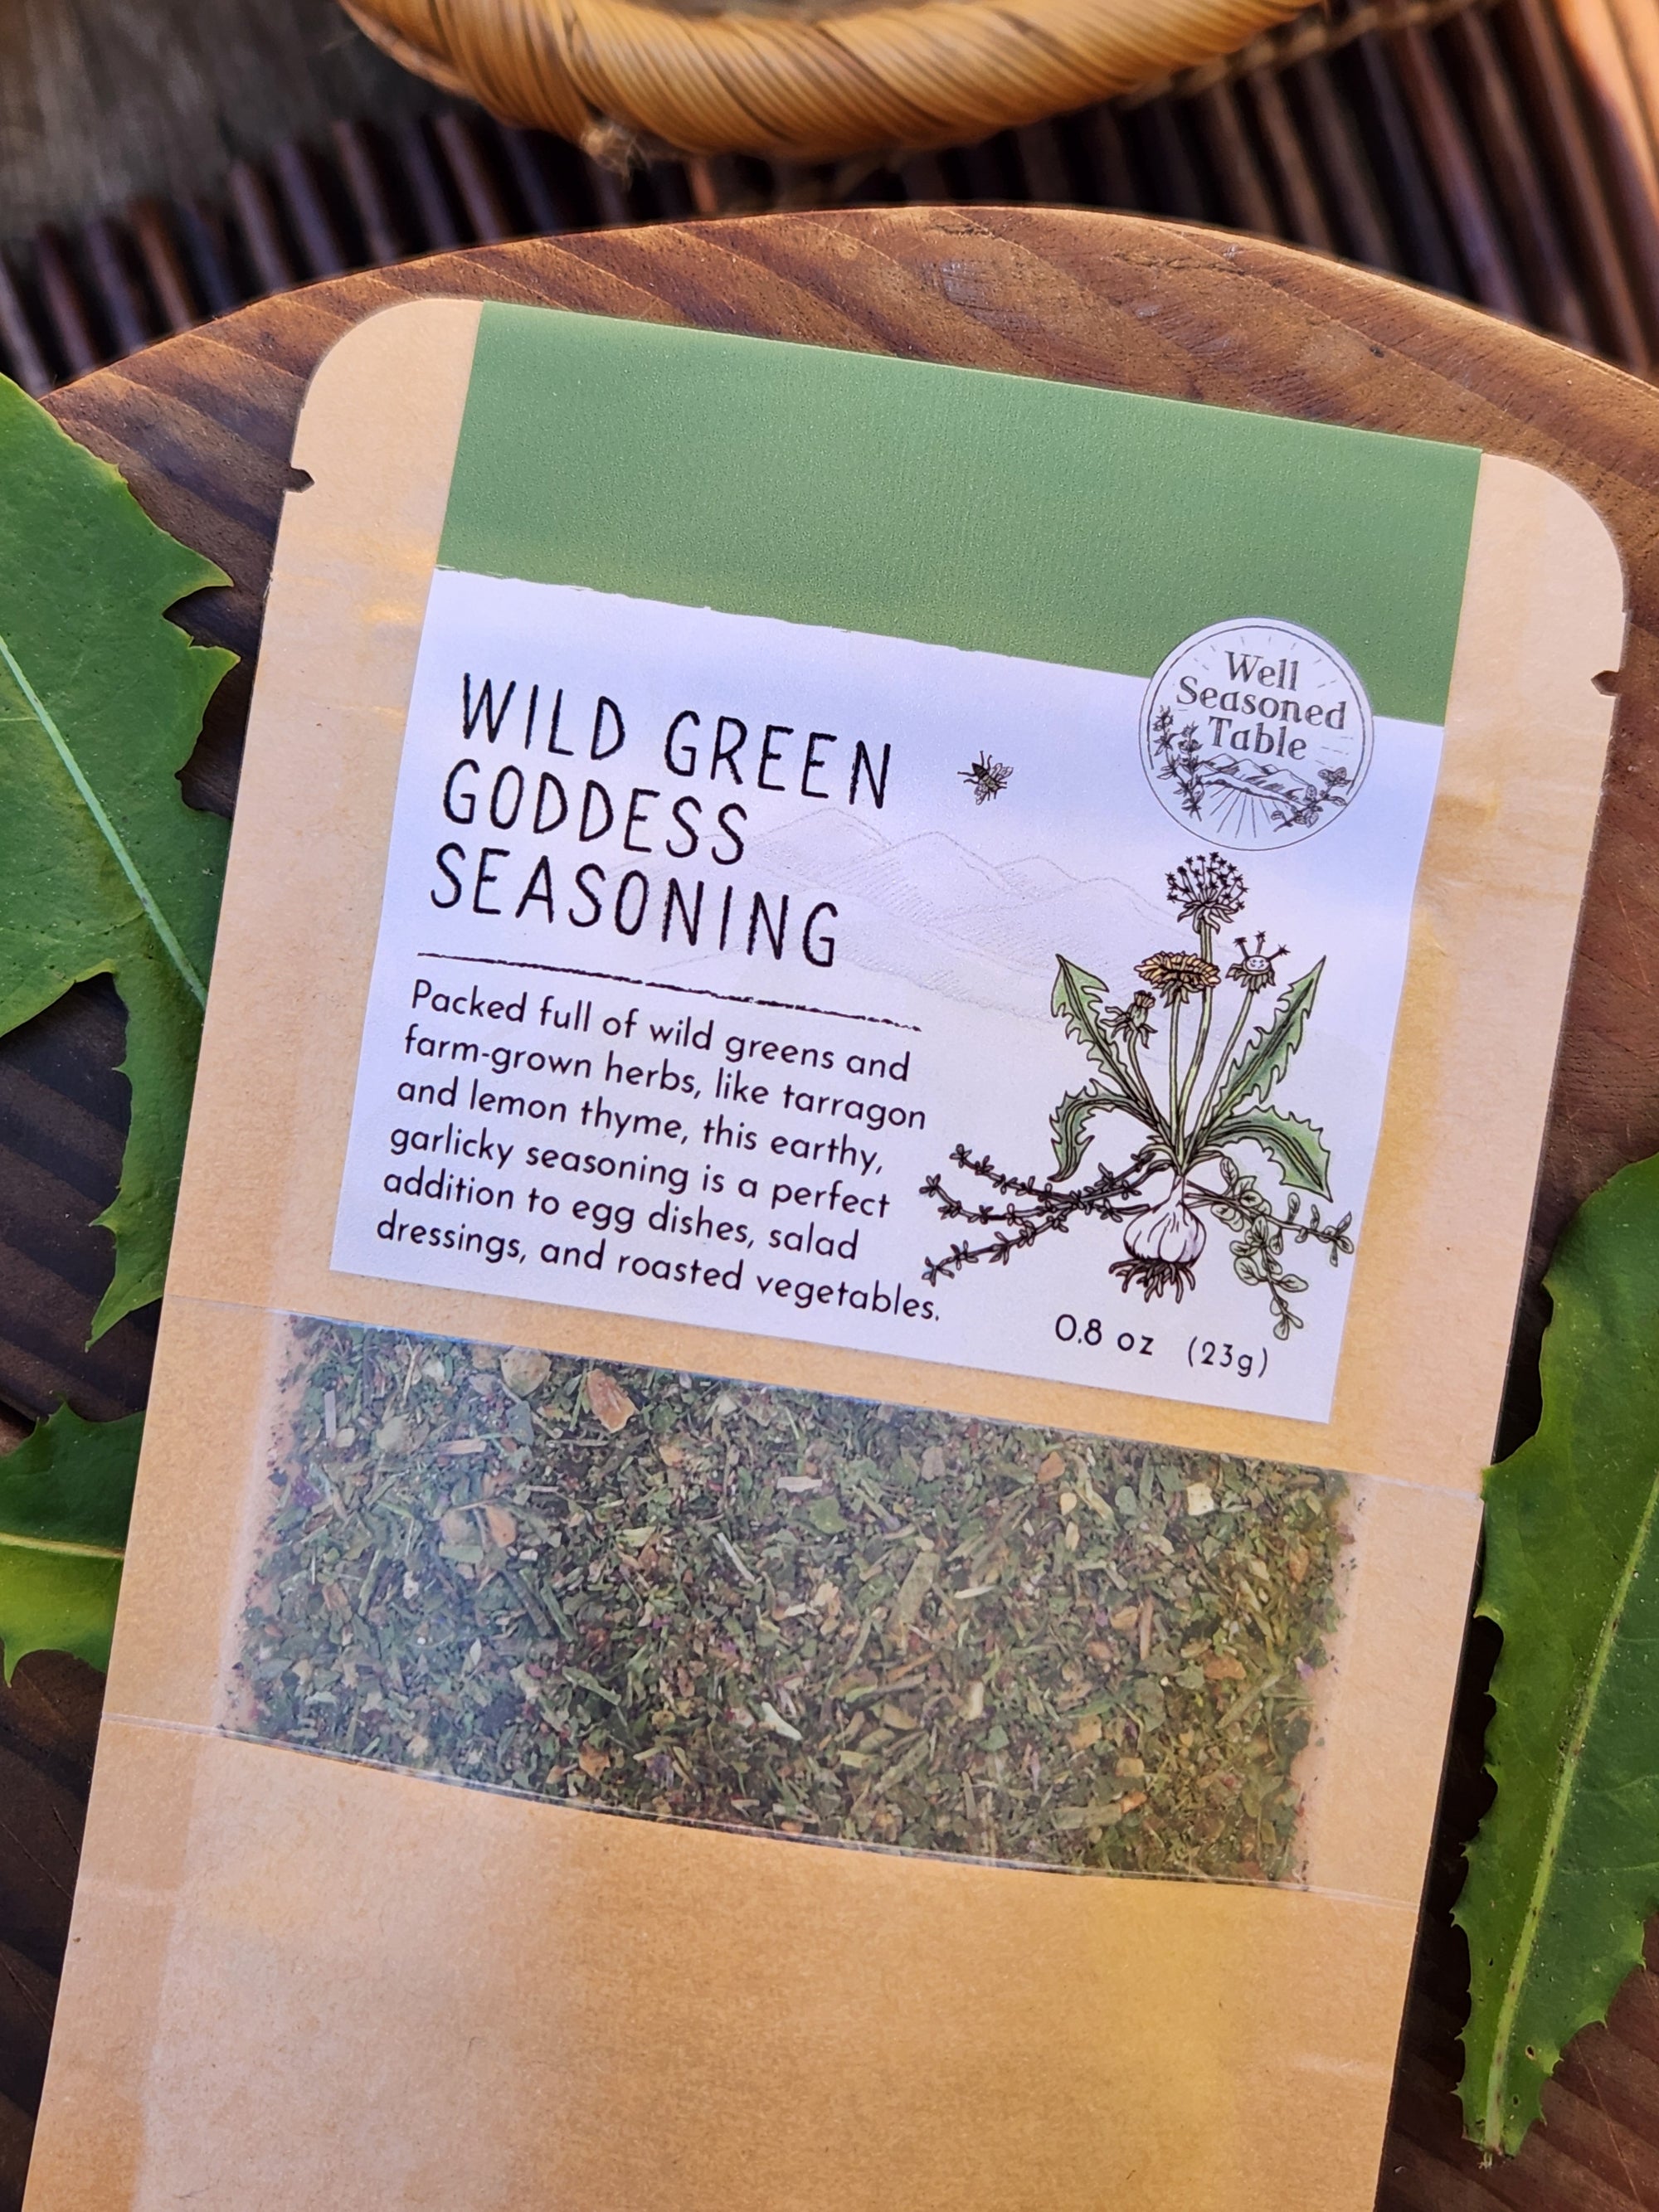 Well
Seasoned
Table
WILD GREEN
GODDESS
SEASONING
Packed full of wild greens and
farm-grown herbs, like tarragon
and lemon thyme, this earthy,
garlicky seasoning is a perfect
addition to egg dishes, salad
dressings, and roasted vegetables.
0.8 oz (23g)